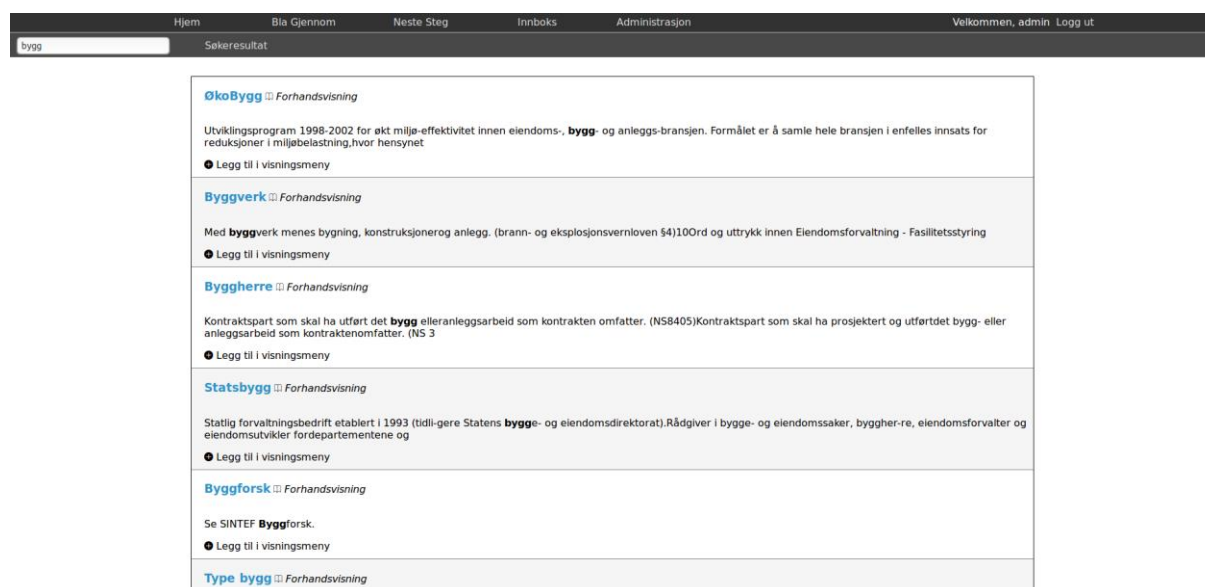 Hjem Bla Gjennom Neste Steg Innboks Administrasjon Velkommen, admin Logg ut
bygg Søkeresultat
ØkoBygg Forhandsvisning
Utviklingsprogram 1998-2002 for økt miljø-effektivitet innen eiendoms-, bygg- og anleggs-bransjen. Formålet er å samle hele bransjen i enfelles innsats for
reduksjoner i miljøbelastning,hvor hensynet
Legg til i visningsmeny
Byggverk Forhandsvisning
Med byggverk menes bygning, konstruksjonerog anlegg. (brann- og eksplosjonsvernloven §4)10Ord og uttrykk innen Eiendomsforvaltning - Fasilitetsstyring
Legg til i visningsmeny
Byggherre Forhandsvisning
Kontraktspart som skal ha utført det bygg elleranleggsarbeid som kontrakten omfatter. (NS8405)Kontraktspart som skal ha prosjektert og utførtdet bygg- eller
anleggsarbeid som kontraktenomfatter. (NS 3
Legg til i visningsmeny
Statsbygg Forhandsvisning
Statlig forvaltningsbedrift etablert i 1993 (tidli-gere Statens bygge- og eiendomsdirektorat).Rådgiver i bygge- og eiendomssaker, byggher-re, eiendomsforvalter og
eiendomsutvikler fordepartementene og
Legg til i visningsmeny
Byggforsk Forhandsvisning
Se SINTEF Byggforsk.
Legg til i visningsmeny
Type bygg Forhandsvisning